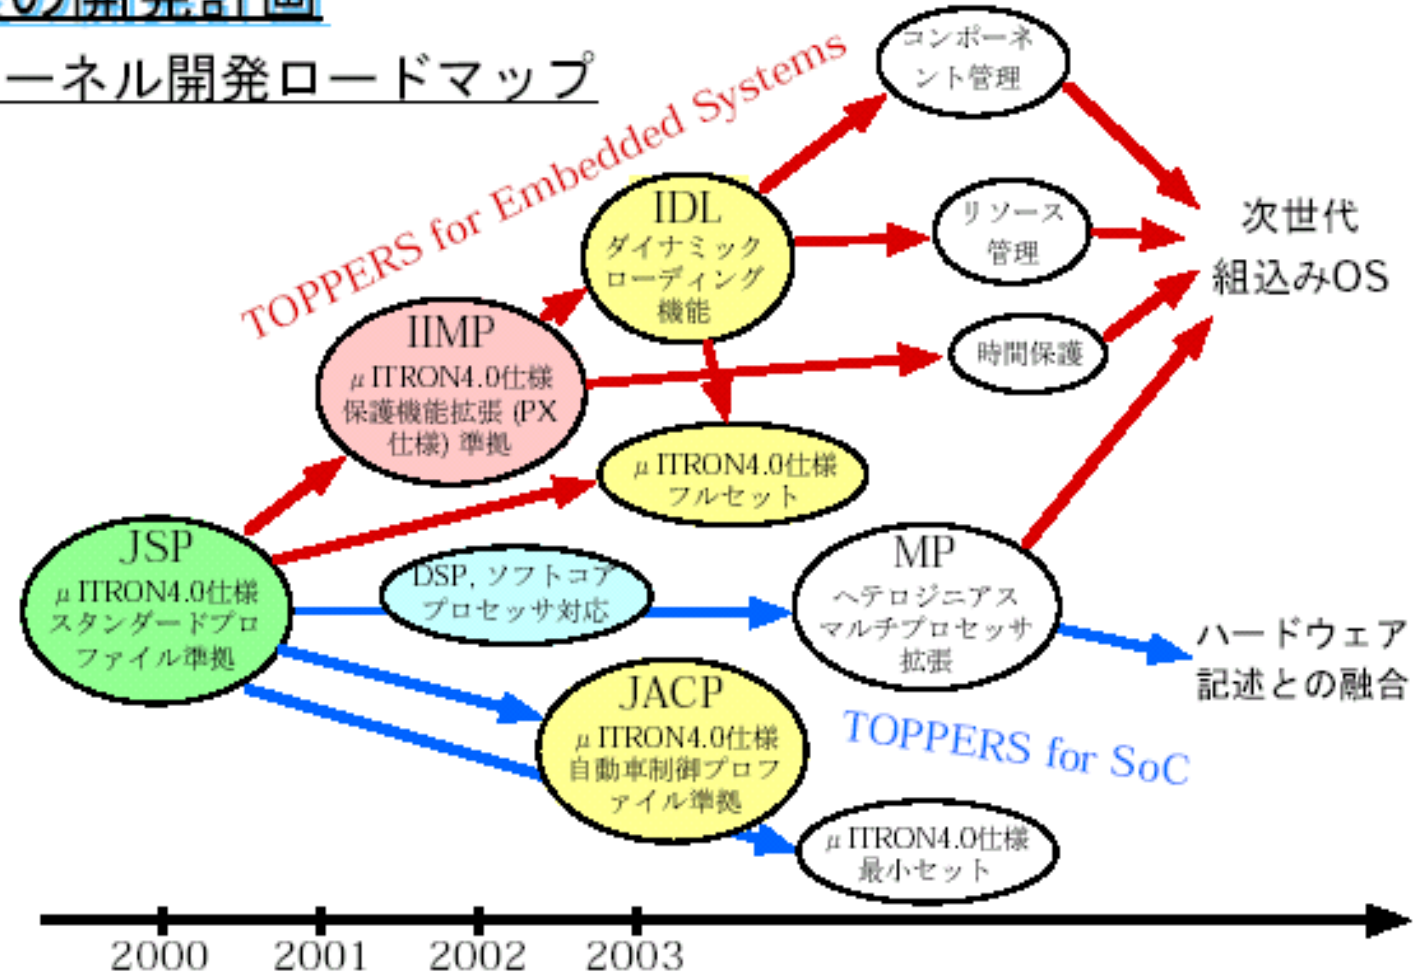 の開発計画
ーネル開発ロードマップ
TOPPERS for Embedded Systems
コンポーネ
ント管理
IDL
ダイナミック
ローディング
機能
リソース
管理
次世代
組込みOS
IIMP
μITRON4.0仕様
保護機能拡張 (PX
仕様) 準拠
時間保護
μITRON4.0仕様
フルセット
JSP
μITRON4.0仕様
スタンダードプロ
ファイル準拠
DSP, ソフトコア
プロセッサ対応
MP
ヘテロジニアス
マルチプロセッサ
拡張
ハードウェア
記述との融合
JACP
μITRON4.0仕様
自動車制御プロフ
ァイル準拠
TOPPERS for SoC
μITRON4.0仕様
最小セット
2000 2001 2002 2003